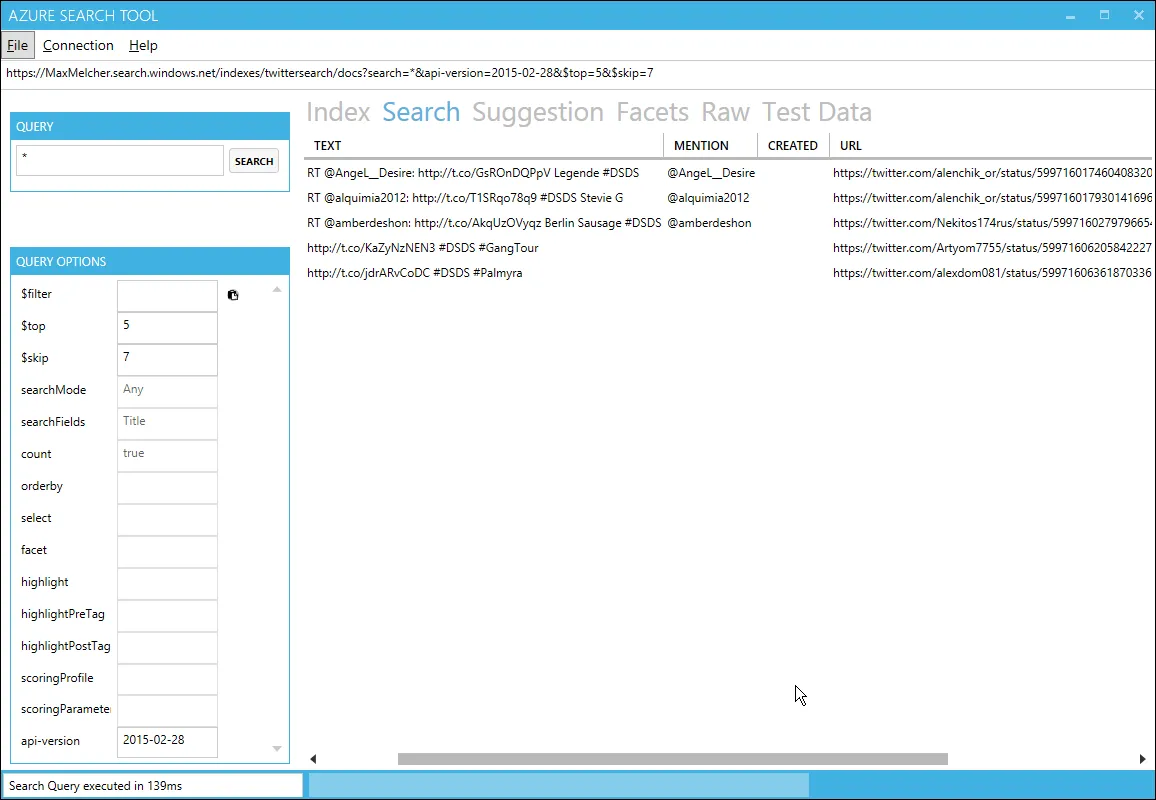 AZURE SEARCH TOOL
File Connection Help
https://MaxMelcher.search.windows.net/indexes/twittersearch/docs?search=*&api-version=2015-02-28&$top=5&$skip=7
QUERY
*
SEARCH
QUERY OPTIONS
$filter
$top 5
$skip 7
searchMode Any
searchFields Title
count true
orderby
select
facet
highlight
highlightPreTag
highlightPostTag
scoringProfile
scoringParamete
api-version 2015-02-28
Index Search Suggestion Facets Raw Test Data
TEXT MENTION CREATED URL
RT @AngeL__Desire: http://t.co/GsROnDQPpV Legende #DSDS @AngeL__Desire https://twitter.com/alenchik_or/status/599716017460408320
RT @alquimia2012: http://t.co/T1SRqo78q9 #DSDS Stevie G @alquimia2012 https://twitter.com/alenchik_or/status/599716017930141696
RT @amberdeshon: http://t.co/AkqUzOVyqz Berlin Sausage #DSDS @amberdeshon https://twitter.com/Nekitos174rus/status/5997160279796654
http://t.co/KaZyNzNEN3 #DSDS #GangTour https://twitter.com/Artyom7755/status/59971606205842227
http://t.co/jdrARvCoDC #DSDS #Palmyra https://twitter.com/alexdom081/status/59971606361870336
Search Query executed in 139ms